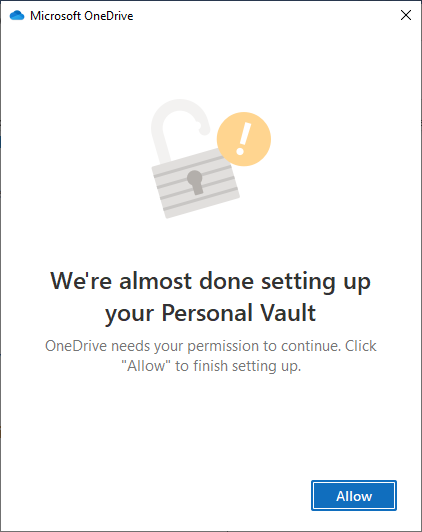 Microsoft OneDrive
We're almost done setting up
your Personal Vault
OneDrive needs your permission to continue. Click
"Allow" to finish setting up.
Allow